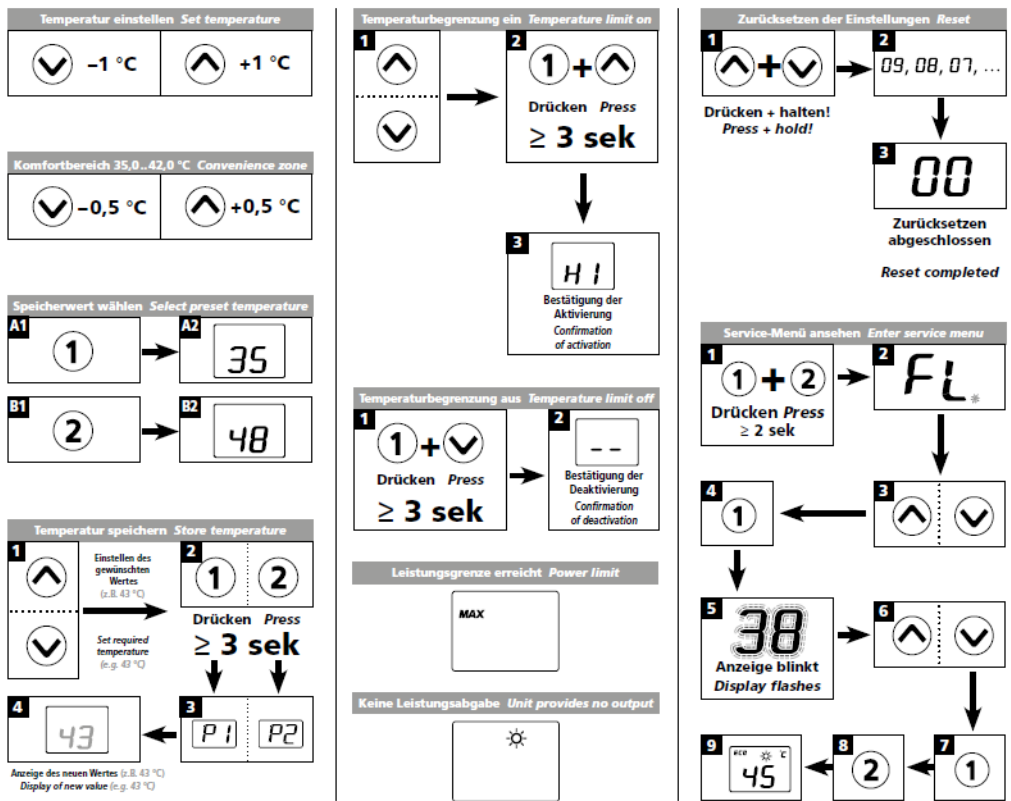 Temperatur einstellen Set temperature
–1 °C
+1 °C
Komfortbereich 35,0..42,0 °C Convenience zone
–0,5 °C
+0,5 °C
Speicherwert wählen Select preset temperature
A1
1
A2
35
B1
2
B2
48
Temperatur speichern Store temperature
1
Einstellen des
gewünschten
Wertes
(z.B. 43 °C)
Set required
temperature
(e.g. 43 °C)
2
1
2
Drücken Press
≥ 3 sek
3
P1
P2
4
43
Anzeige des neuen Wertes (z.B. 43 °C)
Display of new value (e.g. 43 °C)
Temperaturbegrenzung ein Temperature limit on
1
2
1 +
Drücken Press
≥ 3 sek
3
HI
Bestätigung der
Aktivierung
Confirmation
of activation
Temperaturbegrenzung aus Temperature limit off
1
1 +
Drücken Press
≥ 3 sek
2
– –
Bestätigung der
Deaktivierung
Confirmation
of deactivation
Leistungsgrenze erreicht Power limit
MAX
Keine Leistungsabgabe Unit provides no output
Zurücksetzen der Einstellungen Reset
1
+
Drücken + halten!
Press + hold!
2
09, 08, 07, ...
3
00
Zurücksetzen
abgeschlossen
Reset completed
Service-Menü ansehen Enter service menu
1
1 + 2
Drücken Press
≥ 2 sek
2
FL
3
4
1
5
38
Anzeige blinkt
Display flashes
6
7
1
8
2
9
eco °C
45